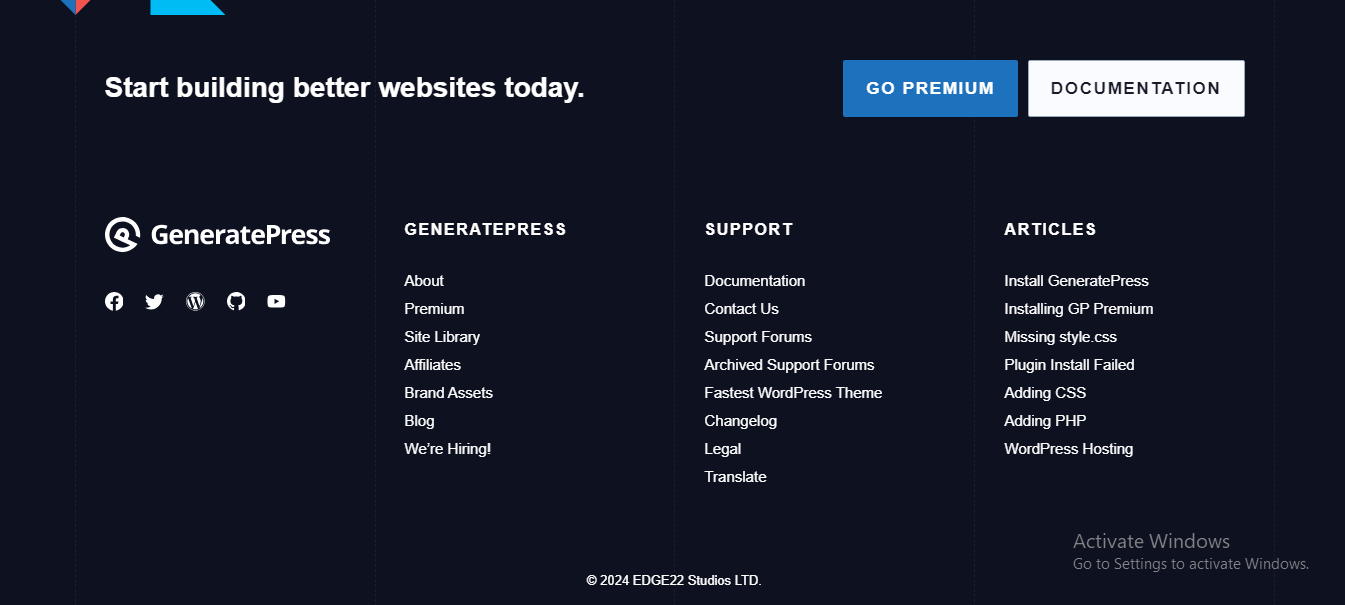 Start building better websites today.
GO PREMIUM
DOCUMENTATION
GeneratePress
GENERATEPRESS
About
Premium
Site Library
Affiliates
Brand Assets
Blog
We’re Hiring!
SUPPORT
Documentation
Contact Us
Support Forums
Archived Support Forums
Fastest WordPress Theme
Changelog
Legal
Translate
ARTICLES
Install GeneratePress
Installing GP Premium
Missing style.css
Plugin Install Failed
Adding CSS
Adding PHP
WordPress Hosting
Activate Windows
Go to Settings to activate Windows.
© 2024 EDGE22 Studios LTD.